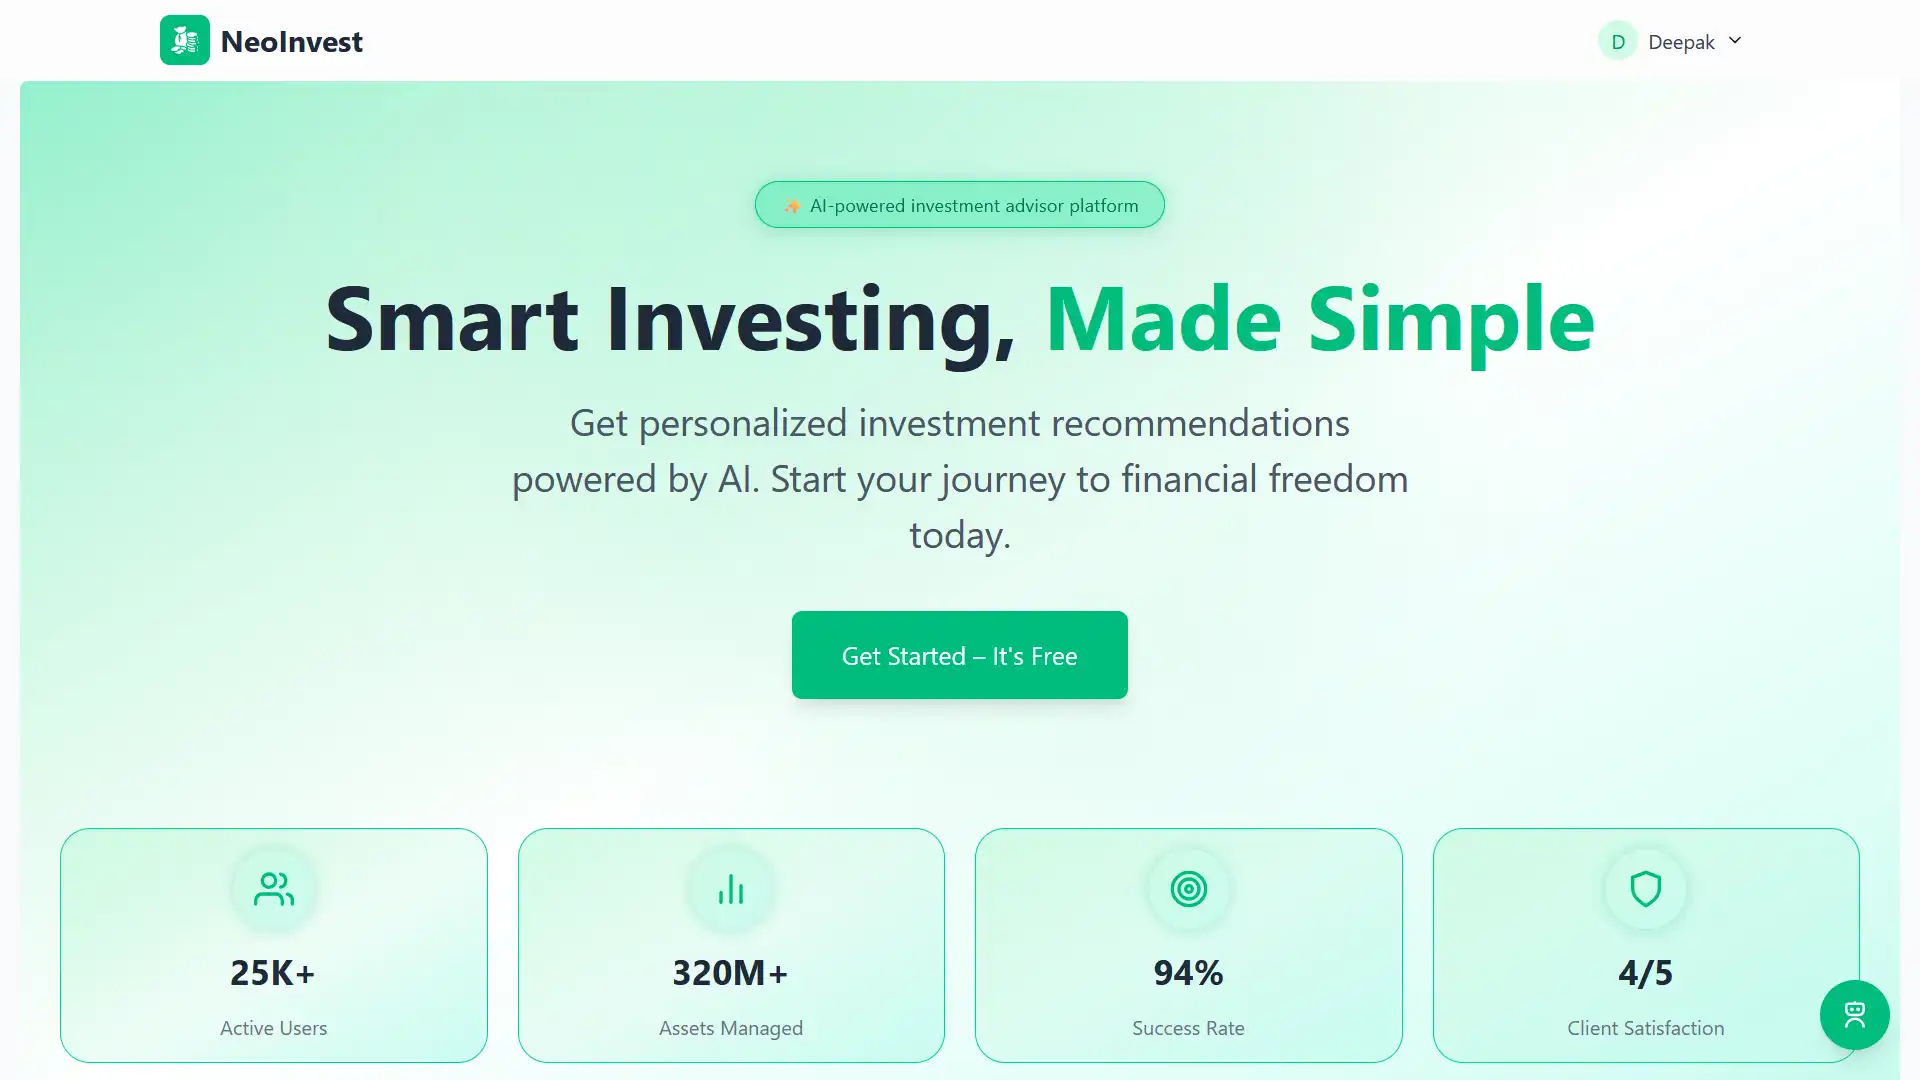 NeoInvest
D Deepak
AI-powered investment advisor platform
Smart Investing, Made Simple
Get personalized investment recommendations
powered by AI. Start your journey to financial freedom
today.
Get Started – It's Free
25K+
Active Users
320M+
Assets Managed
94%
Success Rate
4/5
Client Satisfaction